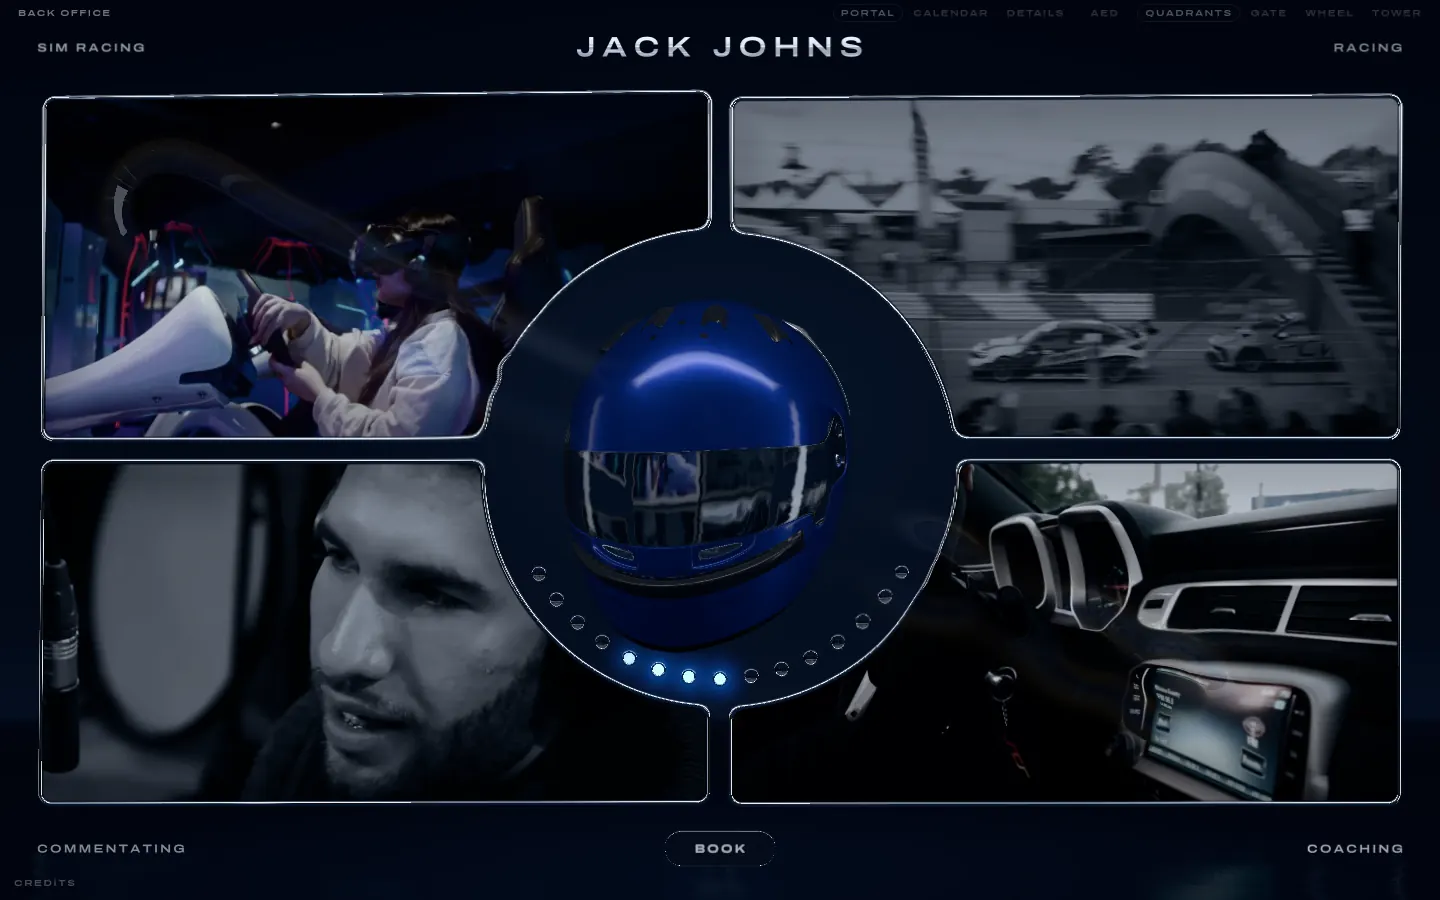 BACK OFFICE
PORTAL CALENDAR DETAILS AED QUADRANTS GATE WHEEL TOWER
SIM RACING
JACK JOHNS
RACING
COMMENTATING
BOOK
COACHING
CREDITS